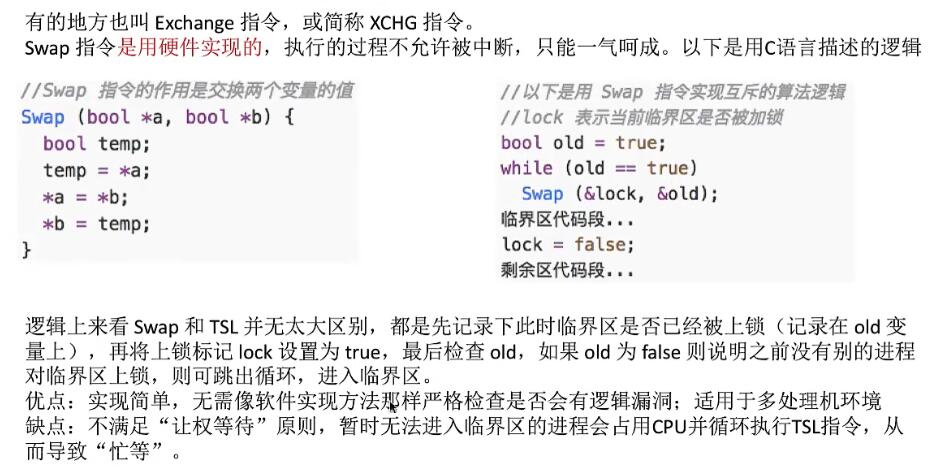 有的地方也叫 Exchange 指令，或简称 XCHG 指令。
Swap 指令是用硬件实现的，执行的过程不允许被中断，只能一气呵成。以下是用C语言描述的逻辑
//Swap 指令的作用是交换两个变量的值
Swap (bool *a, bool *b) {
  bool temp;
  temp = *a;
  *a = *b;
  *b = temp;
}
//以下是用 Swap 指令实现互斥的算法逻辑
//lock 表示当前临界区是否被加锁
bool old = true;
while (old == true)
  Swap (&lock, &old);
临界区代码段...
lock = false;
剩余区代码段...
逻辑上来看 Swap 和 TSL 并无太大区别，都是先记录下此时临界区是否已经被上锁（记录在 old 变
量上），再将上锁标记 lock 设置为 true，最后检查 old，如果 old 为 false 则说明之前没有别的进程
对临界区上锁，则可跳出循环，进入临界区。
优点：实现简单，无需像软件实现方法那样严格检查是否会有逻辑漏洞；适用于多处理机环境
缺点：不满足“让权等待”原则，暂时无法进入临界区的进程会占用CPU并循环执行TSL指令，从
而导致“忙等”。